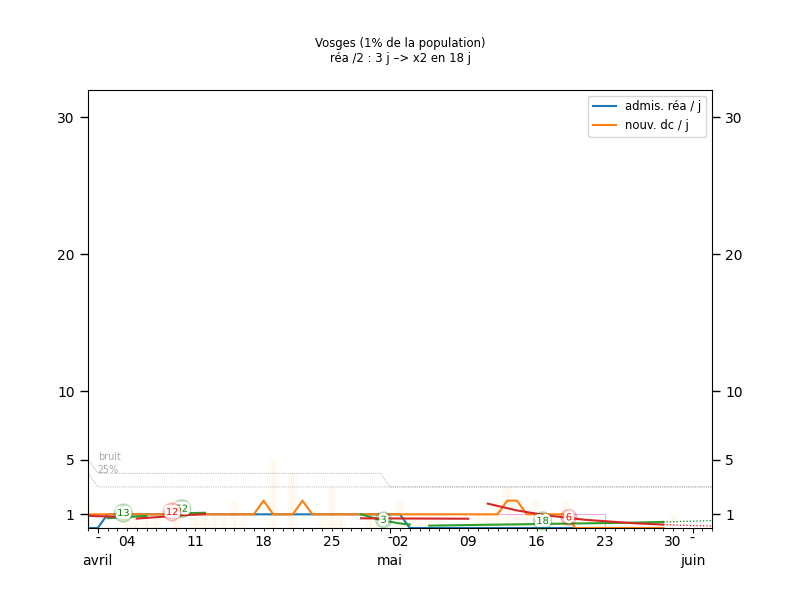 Vosges (1% de la population)
réa /2 : 3 j –> x2 en 18 j
admis. réa / j
nouv. dc / j
30
30
20
20
10
10
5
5
1
1
bruit
25%
13
12
3
18
6
- 04 11 18 25 -02 09 16 23 30 -
avril mai juin